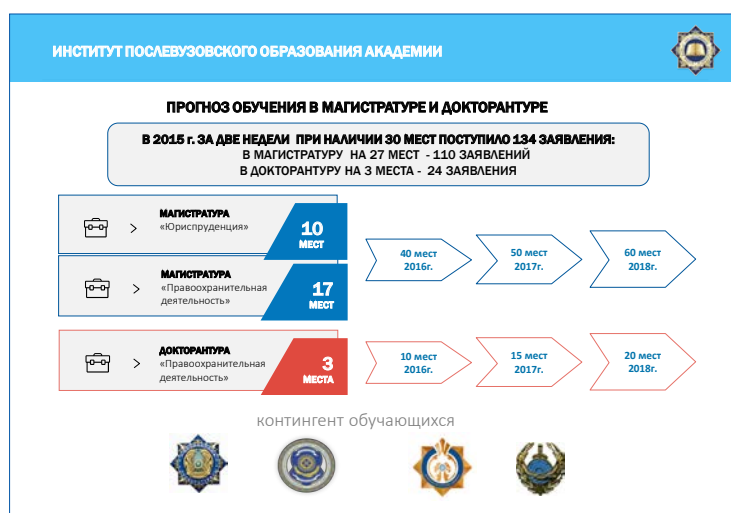 ИНСТИТУТ ПОСЛЕВУЗОВСКОГО ОБРАЗОВАНИЯ АКАДЕМИИ
ПРОГНОЗ ОБУЧЕНИЯ В МАГИСТРАТУРЕ И ДОКТОРАНТУРЕ
В 2015 г. ЗА ДВЕ НЕДЕЛИ ПРИ НАЛИЧИИ 30 МЕСТ ПОСТУПИЛО 134 ЗАЯВЛЕНИЯ:
В МАГИСТРАТУРУ НА 27 МЕСТ - 110 ЗАЯВЛЕНИЙ
В ДОКТОРАНТУРУ НА 3 МЕСТА - 24 ЗАЯВЛЕНИЯ
МАГИСТРАТУРА
«Юриспруденция»
10
МЕСТ
МАГИСТРАТУРА
«Правоохранительная
деятельность»
17
МЕСТ
40 мест
2016г.
50 мест
2017г.
60 мест
2018г.
ДОКТОРАНТУРА
«Правоохранительная
деятельность»
3
МЕСТА
10 мест
2016г.
15 мест
2017г.
20 мест
2018г.
контингент обучающихся